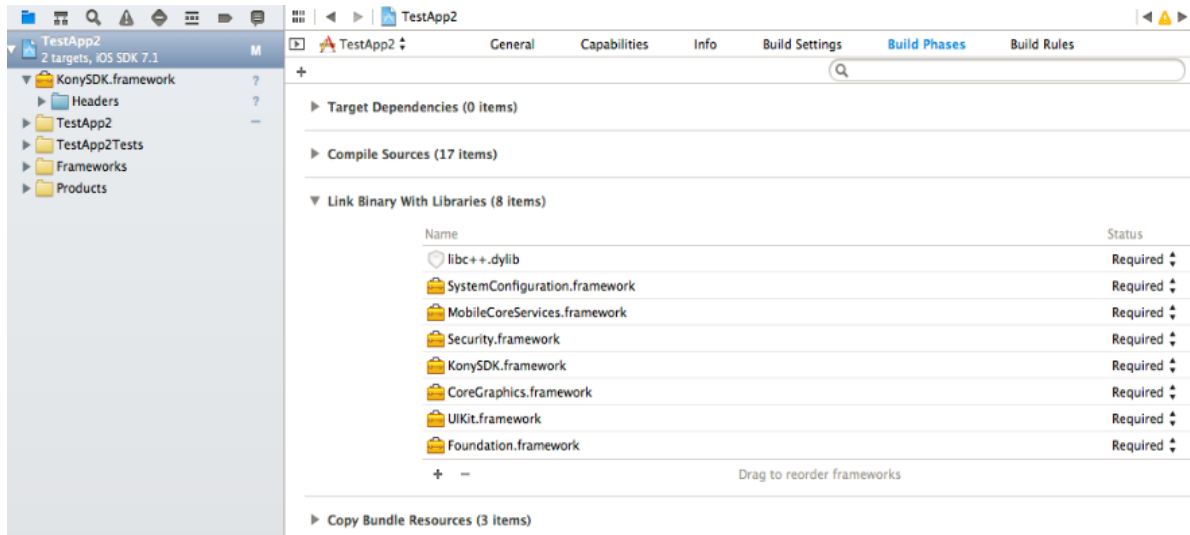 TestApp2
TestApp2
2 targets, iOS SDK 7.1
M
KonySDK.framework
?
Headers
?
TestApp2
–
TestApp2Tests
Frameworks
Products
TestApp2
General
Capabilities
Info
Build Settings
Build Phases
Build Rules
+
Target Dependencies (0 items)
Compile Sources (17 items)
Link Binary With Libraries (8 items)
Name
Status
libc++.dylib
Required
SystemConfiguration.framework
Required
MobileCoreServices.framework
Required
Security.framework
Required
KonySDK.framework
Required
CoreGraphics.framework
Required
UIKit.framework
Required
Foundation.framework
Required
+ –
Drag to reorder frameworks
Copy Bundle Resources (3 items)